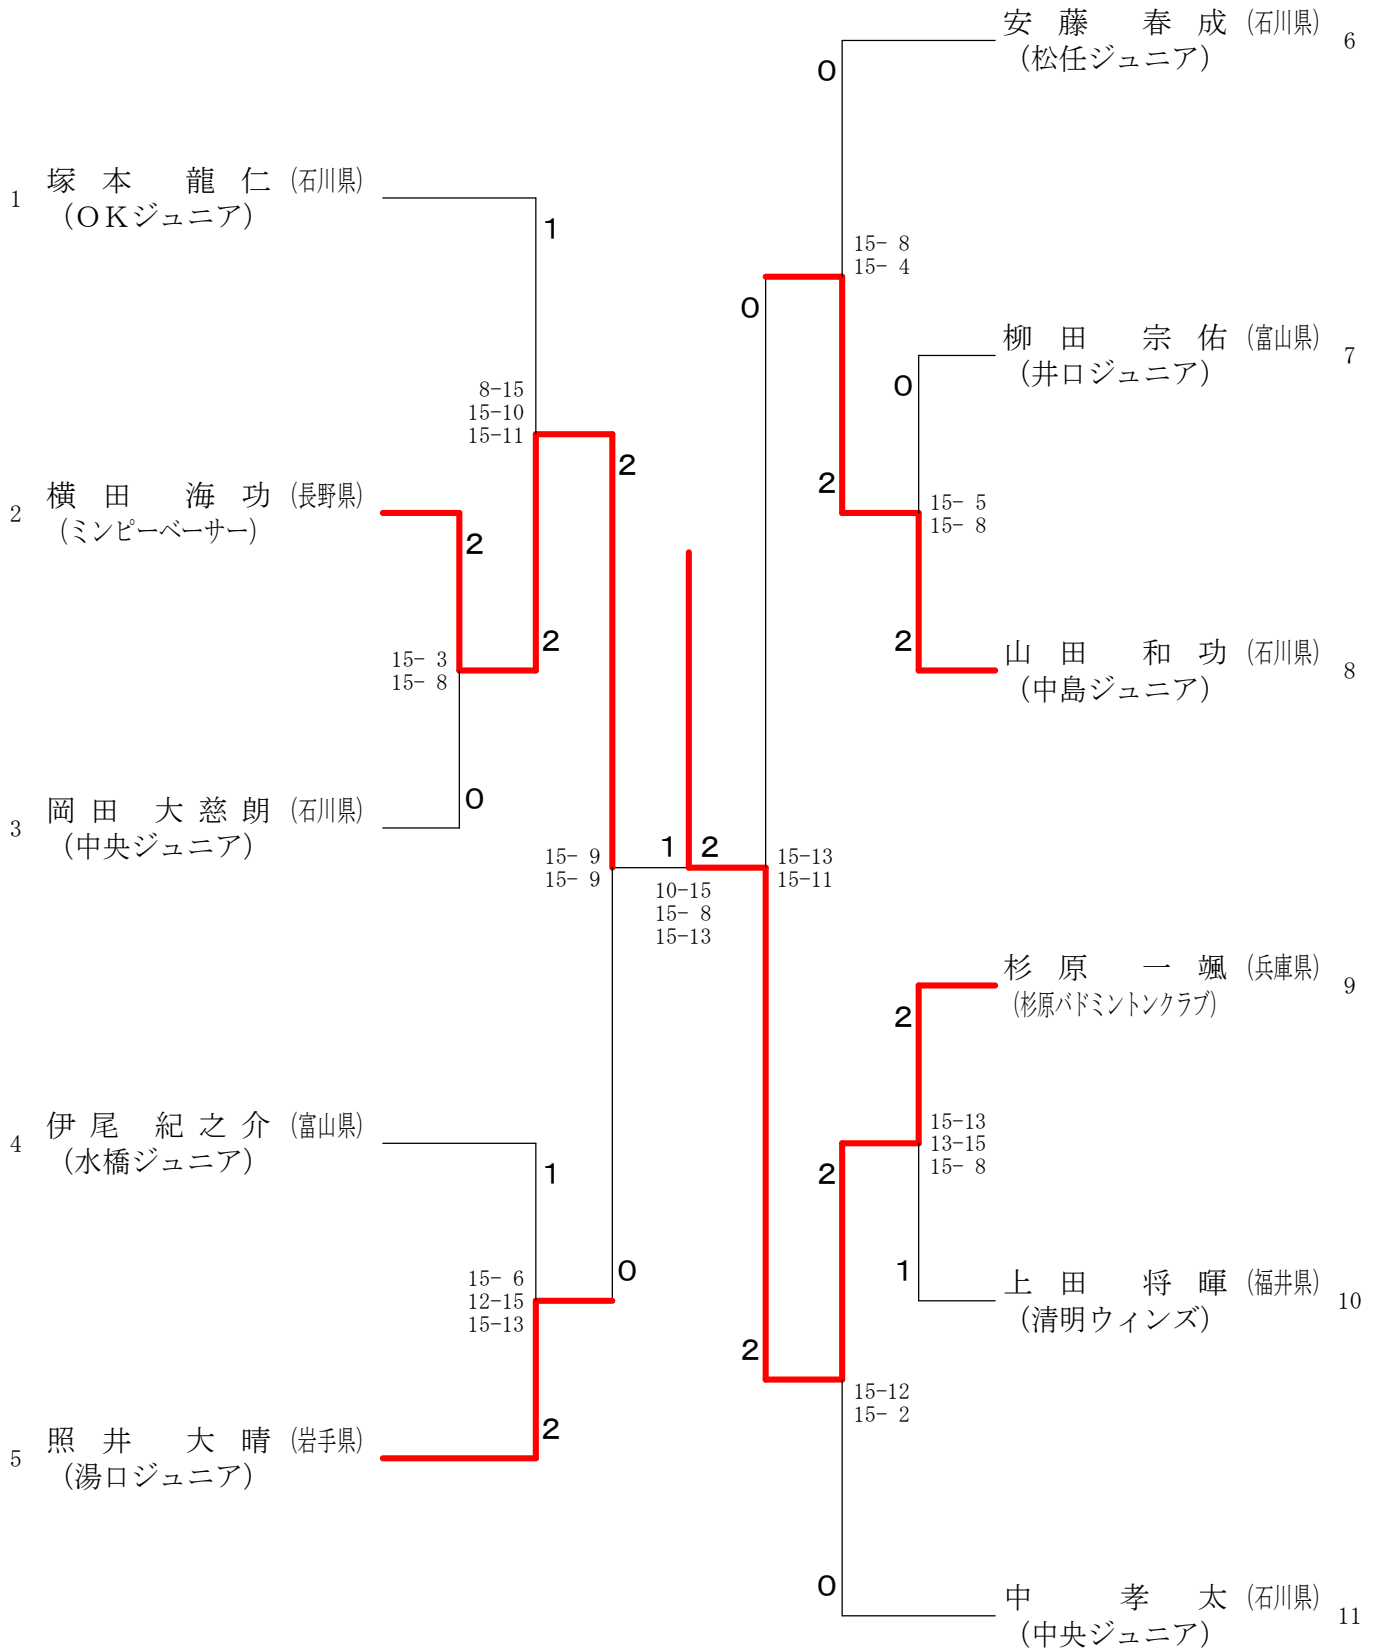 1 塚本 龍仁 (石川県)
(OKジュニア)
1
8-15
15-10
15-11
2
2 横田 海功 (長野県)
(ミンピーベーサー)
2
2
15- 3
15- 8
0
3 岡田 大慈朗 (石川県)
(中央ジュニア)
15- 9
15- 9
4 伊尾 紀之介 (富山県)
(水橋ジュニア)
1
0
15- 6
12-15
15-13
2
5 照井 大晴 (岩手県)
(湯口ジュニア)
1 2
10-15
15- 8
15-13
安藤 春成 (石川県) 6
(松任ジュニア)
0
15- 8
15- 4
0
柳田 宗佑 (富山県) 7
(井口ジュニア)
0
2
15- 5
15- 8
2
山田 和功 (石川県) 8
(中島ジュニア)
15-13
15-11
杉原 一颯 (兵庫県) 9
(杉原バドミントンクラブ)
2
15-13
13-15
15- 8
2
1
上田 将暉 (福井県) 10
(清明ウィンズ)
2
15-12
15- 2
0
中 孝太 (石川県) 11
(中央ジュニア)